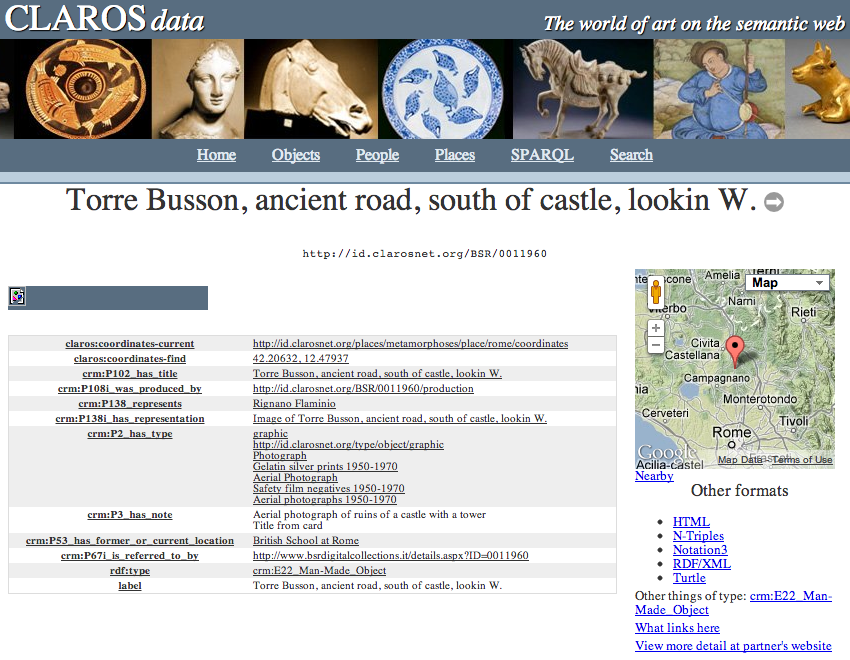 CLAROS data
The world of art on the semantic web
Home Objects People Places SPARQL Search
Torre Busson, ancient road, south of castle, lookin W.
http://id.clarosnet.org/BSR/0011960
claros:coordinates-current http://id.clarosnet.org/places/metamorphoses/place/rome/coordinates
claros:coordinates-find 42.20632, 12.47937
crm:P102_has_title Torre Busson, ancient road, south of castle, lookin W.
crm:P108i_was_produced_by http://id.clarosnet.org/BSR/0011960/production
crm:P138_represents Rignano Flaminio
crm:P138i_has_representation Image of Torre Busson, ancient road, south of castle, lookin W.
crm:P2_has_type graphic
http://id.clarosnet.org/type/object/graphic
Photograph
Gelatin silver prints 1950-1970
Aerial Photograph
Safety film negatives 1950-1970
Aerial photographs 1950-1970
crm:P3_has_note Aerial photograph of ruins of a castle with a tower
Title from card
crm:P53_has_former_or_current_location British School at Rome
crm:P67i_is_referred_to_by http://www.bsrdigitalcollections.it/details.aspx?ID=0011960
rdf:type crm:E22_Man-Made_Object
label Torre Busson, ancient road, south of castle, lookin W.
Amelia
Map
Narni
Rieti
Civita
Castellana
Campagnano
Monterotondo
Cerveteri
Tivoli
Rome
Google
Map Data - Terms of Use
Acilia-castel
Nearby
Other formats
HTML
N-Triples
Notation3
RDF/XML
Turtle
Other things of type: crm:E22_Man-
Made_Object
What links here
View more detail at partner's website